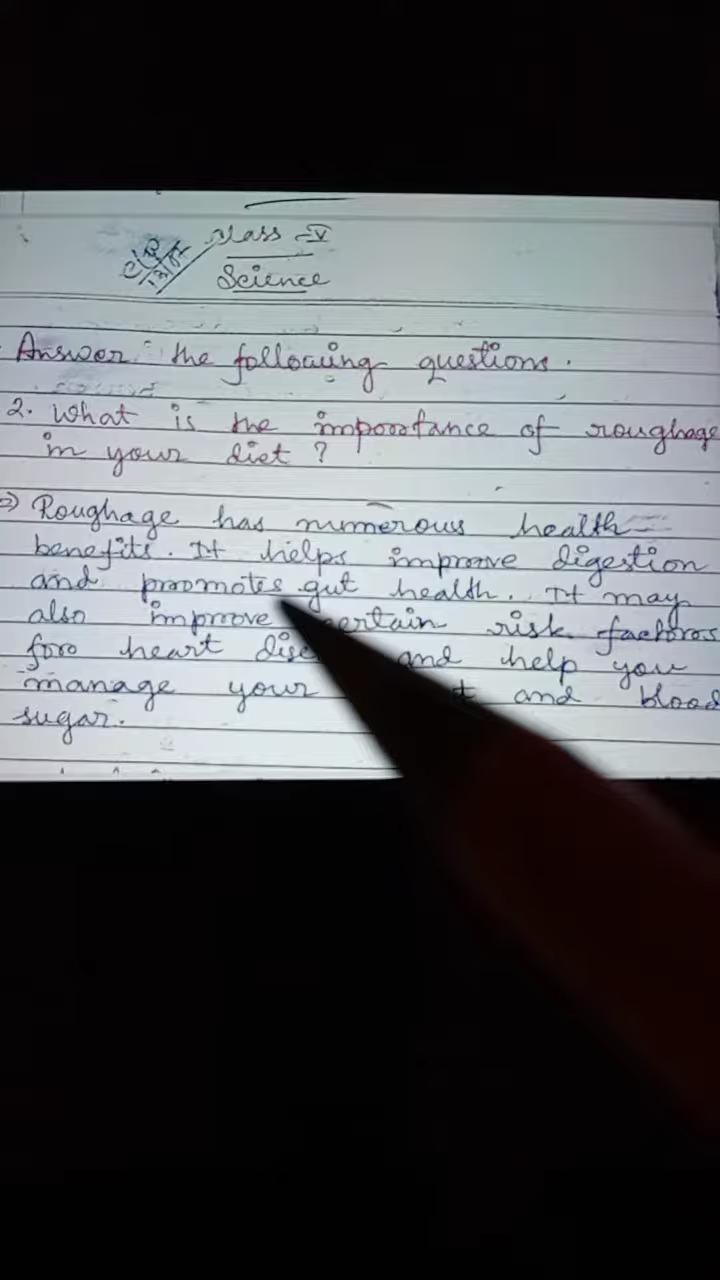 Class - V
Science
Answer the following questions.
2. What is the importance of roughage
in your diet ?
⇒ Roughage has numerous health
benefits. It helps improve digestion
and promotes gut health. It may
also improve certain risk factors
for heart and help you
manage your and blood
sugar.